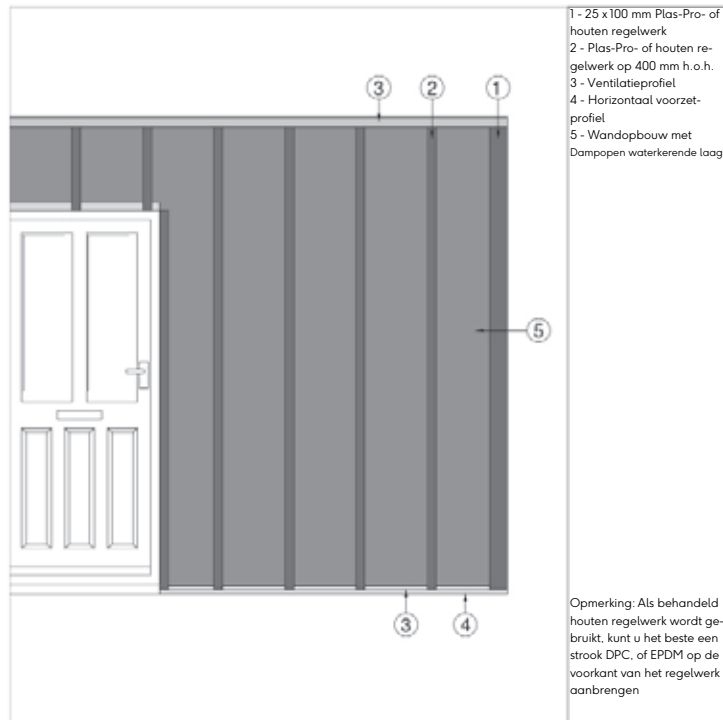 1 - 25 x 100 mm Plas-Pro- of
houten regelwerk
2 - Plas-Pro- of houten re-
gelwerk op 400 mm h.o.h.
3 - Ventilatieprofiel
4 - Horizontaal voorzet-
profiel
5 - Wandopbouw met
Dampopen waterkerende laag
3 2 1
5
3 4
Opmerking: Als behandeld
houten regelwerk wordt ge-
bruikt, kunt u het beste een
strook DPC, of EPDM op de
voorkant van het regelwerk
aanbrengen